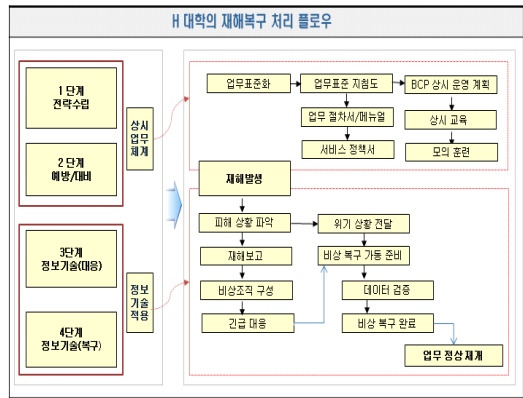 H 대학의 재해복구 처리 플로우
1 단계
전략수립
2 단계
예방/대비
상시
업무
체계
3단계
정보기술(대응)
4단계
정보기술(복구)
정보
기술
적용
업무표준화
업무표준 지침도
BCP 상시 운영 계획
업무 절차서/메뉴얼
상시 교육
서비스 정책서
모의 훈련
재해발생
피해 상황 파악
위기 상황 전달
재해보고
비상 복구 가동 준비
비상조직 구성
데이터 검증
긴급 대응
비상 복구 완료
업무 정상 재개